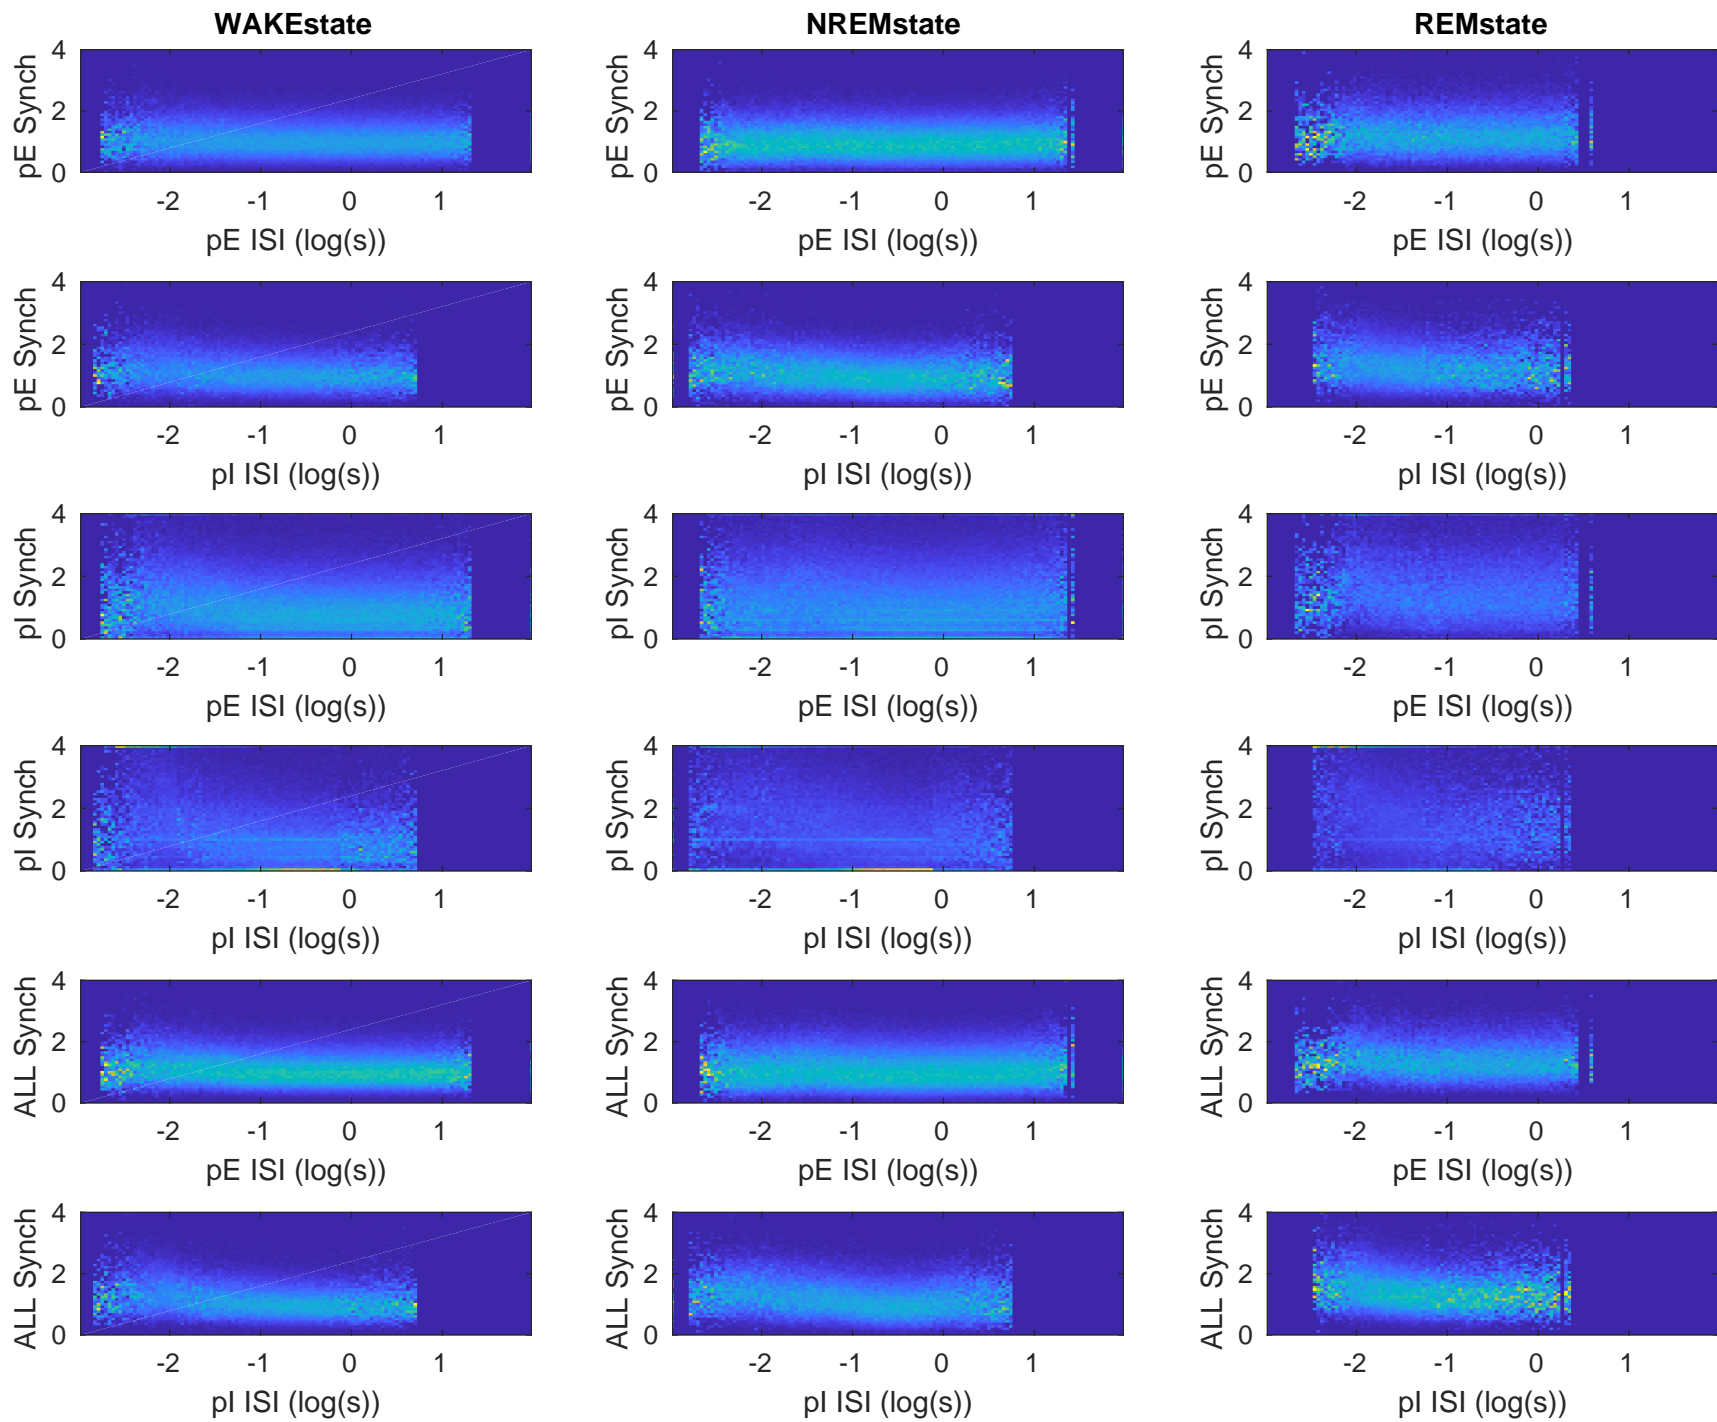 WAKEstate NREMstate REMstate
4 4 4
pE Synch pE Synch pE Synch
2 2 2
0 0 0
-2 -1 0 1 -2 -1 0 1 -2 -1 0 1
pE ISI (log(s)) pE ISI (log(s)) pE ISI (log(s))
4 4 4
pE Synch pE Synch pE Synch
2 2 2
0 0 0
-2 -1 0 1 -2 -1 0 1 -2 -1 0 1
pI ISI (log(s)) pI ISI (log(s)) pI ISI (log(s))
4 4 4
pI Synch pI Synch pI Synch
2 2 2
0 0 0
-2 -1 0 1 -2 -1 0 1 -2 -1 0 1
pE ISI (log(s)) pE ISI (log(s)) pE ISI (log(s))
4 4 4
pI Synch pI Synch pI Synch
2 2 2
0 0 0
-2 -1 0 1 -2 -1 0 1 -2 -1 0 1
pI ISI (log(s)) pI ISI (log(s)) pI ISI (log(s))
4 4 4
ALL Synch ALL Synch ALL Synch
2 2 2
0 0 0
-2 -1 0 1 -2 -1 0 1 -2 -1 0 1
pE ISI (log(s)) pE ISI (log(s)) pE ISI (log(s))
4 4 4
ALL Synch ALL Synch ALL Synch
2 2 2
0 0 0
-2 -1 0 1 -2 -1 0 1 -2 -1 0 1
pI ISI (log(s)) pI ISI (log(s)) pI ISI (log(s))